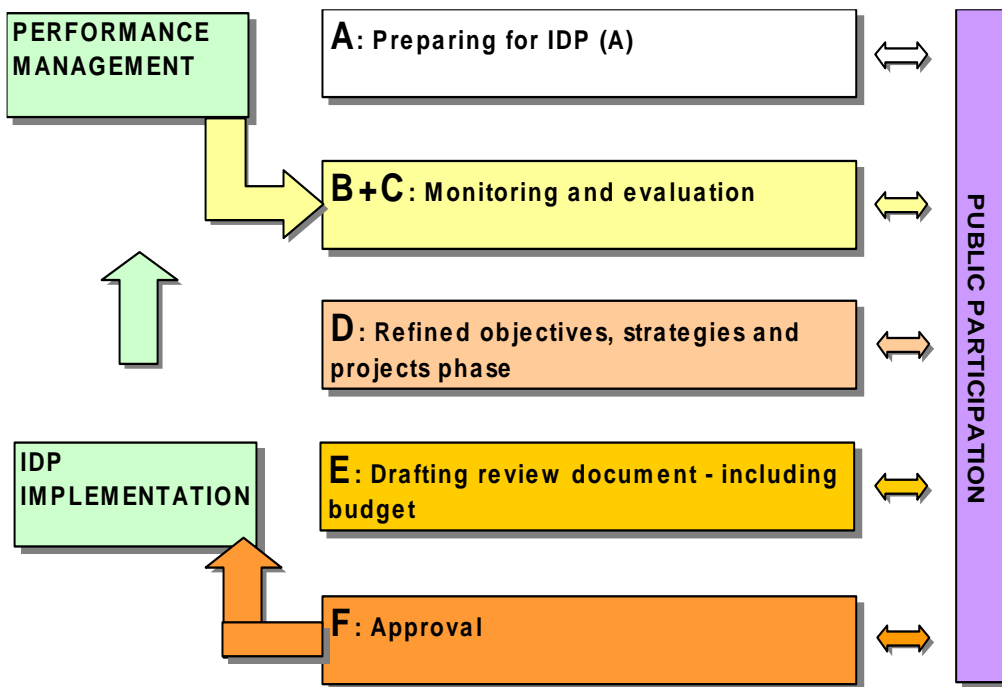 PERFORMANCE
MANAGEMENT
A: Preparing for IDP (A)
B+C: Monitoring and evaluation
D: Refined objectives, strategies and
projects phase
IDP
IMPLEMENTATION
E: Drafting review document - including
budget
F: Approval
PUBLIC PARTICIPATION